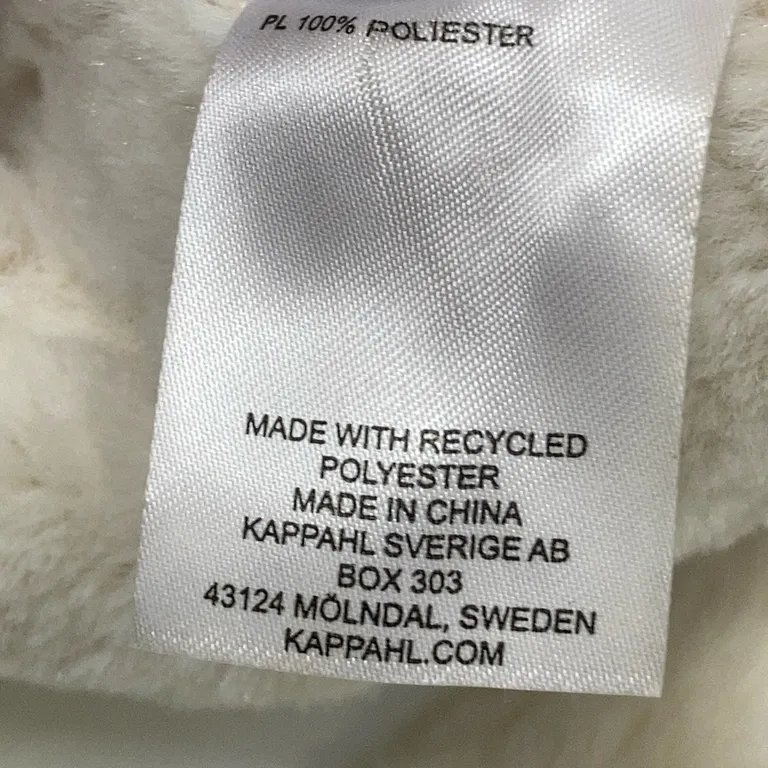 PL 100% POLIESTER
MADE WITH RECYCLED
POLYESTER
MADE IN CHINA
KAPPAHL SVERIGE AB
BOX 303
43124 MÖLNDAL, SWEDEN
KAPPAHL.COM